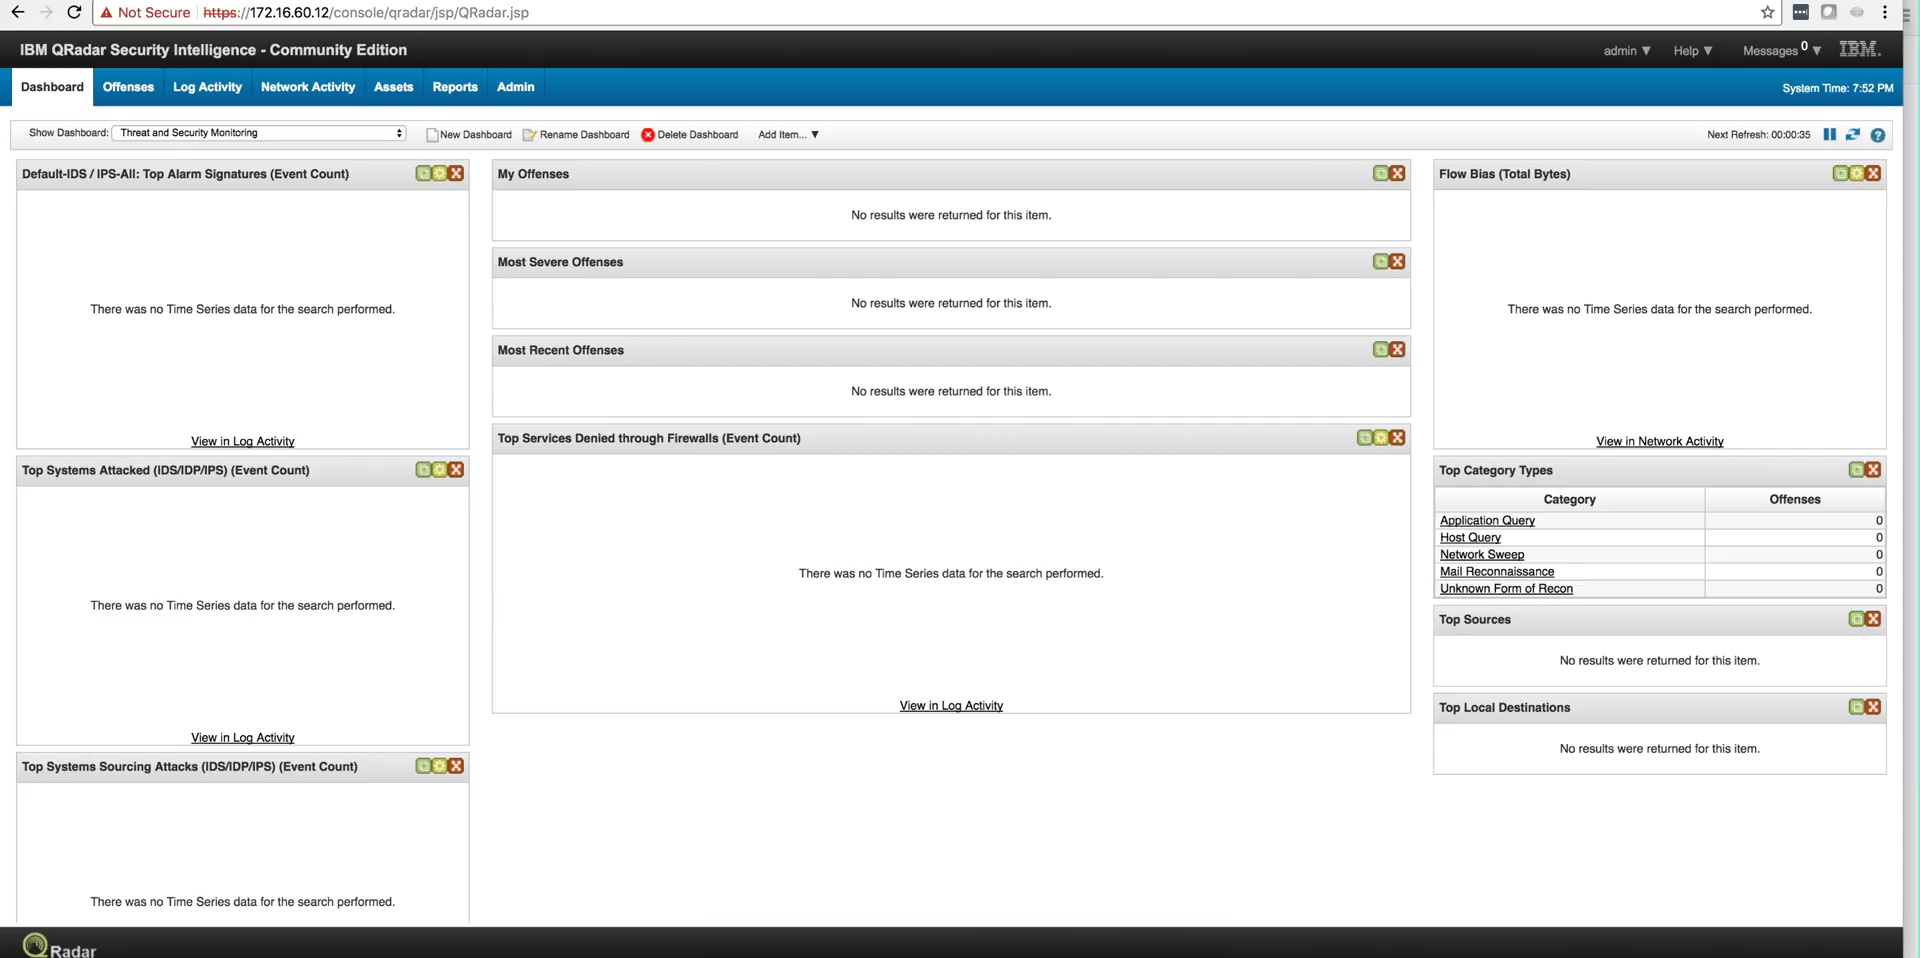 Not Secure | https://172.16.60.12/console/qradar/jsp/QRadar.jsp
IBM QRadar Security Intelligence - Community Edition
admin ▼ Help ▼ Messages 0 ▼ IBM.
Dashboard Offenses Log Activity Network Activity Assets Reports Admin
System Time: 7:52 PM
Show Dashboard: Threat and Security Monitoring
New Dashboard Rename Dashboard Delete Dashboard Add Item... ▼
Next Refresh: 00:00:35
Default-IDS / IPS-All: Top Alarm Signatures (Event Count)
There was no Time Series data for the search performed.
View in Log Activity
Top Systems Attacked (IDS/IDP/IPS) (Event Count)
There was no Time Series data for the search performed.
View in Log Activity
Top Systems Sourcing Attacks (IDS/IDP/IPS) (Event Count)
There was no Time Series data for the search performed.
My Offenses
No results were returned for this item.
Most Severe Offenses
No results were returned for this item.
Most Recent Offenses
No results were returned for this item.
Top Services Denied through Firewalls (Event Count)
There was no Time Series data for the search performed.
View in Log Activity
Flow Bias (Total Bytes)
There was no Time Series data for the search performed.
View in Network Activity
Top Category Types
Category Offenses
Application Query 0
Host Query 0
Network Sweep 0
Mail Reconnaissance 0
Unknown Form of Recon 0
Top Sources
No results were returned for this item.
Top Local Destinations
No results were returned for this item.
QRadar